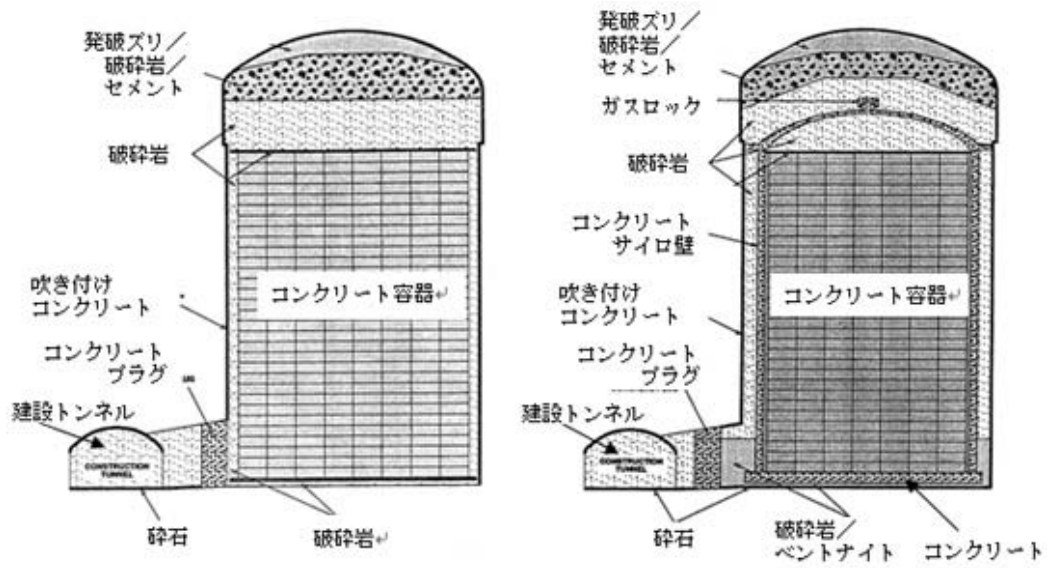 発破ズリ／
破砕岩／
セメント
破砕岩
吹き付け
コンクリート
コンクリート
プラグ
建設トンネル
CONSTRUCTION
TUNNEL
砕石
破砕岩
コンクリート容器
発破ズリ／
破砕岩／
セメント
ガスロック
破砕岩
コンクリート
サイロ壁
吹き付け
コンクリート
コンクリート
プラグ
建設トンネル
CONSTRUCTION
TUNNEL
砕石
破砕岩／
ベントナイト
コンクリート
コンクリート容器